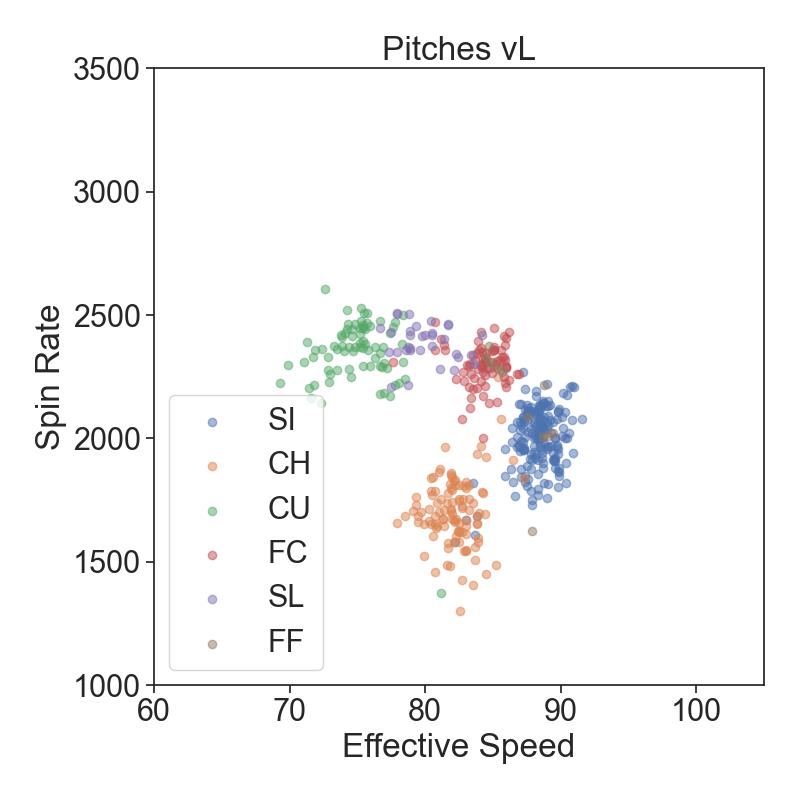 Pitches vL
3500
3000
2500
2000
1500
1000
Spin Rate
SI
CH
CU
FC
SL
FF
60 70 80 90 100
Effective Speed